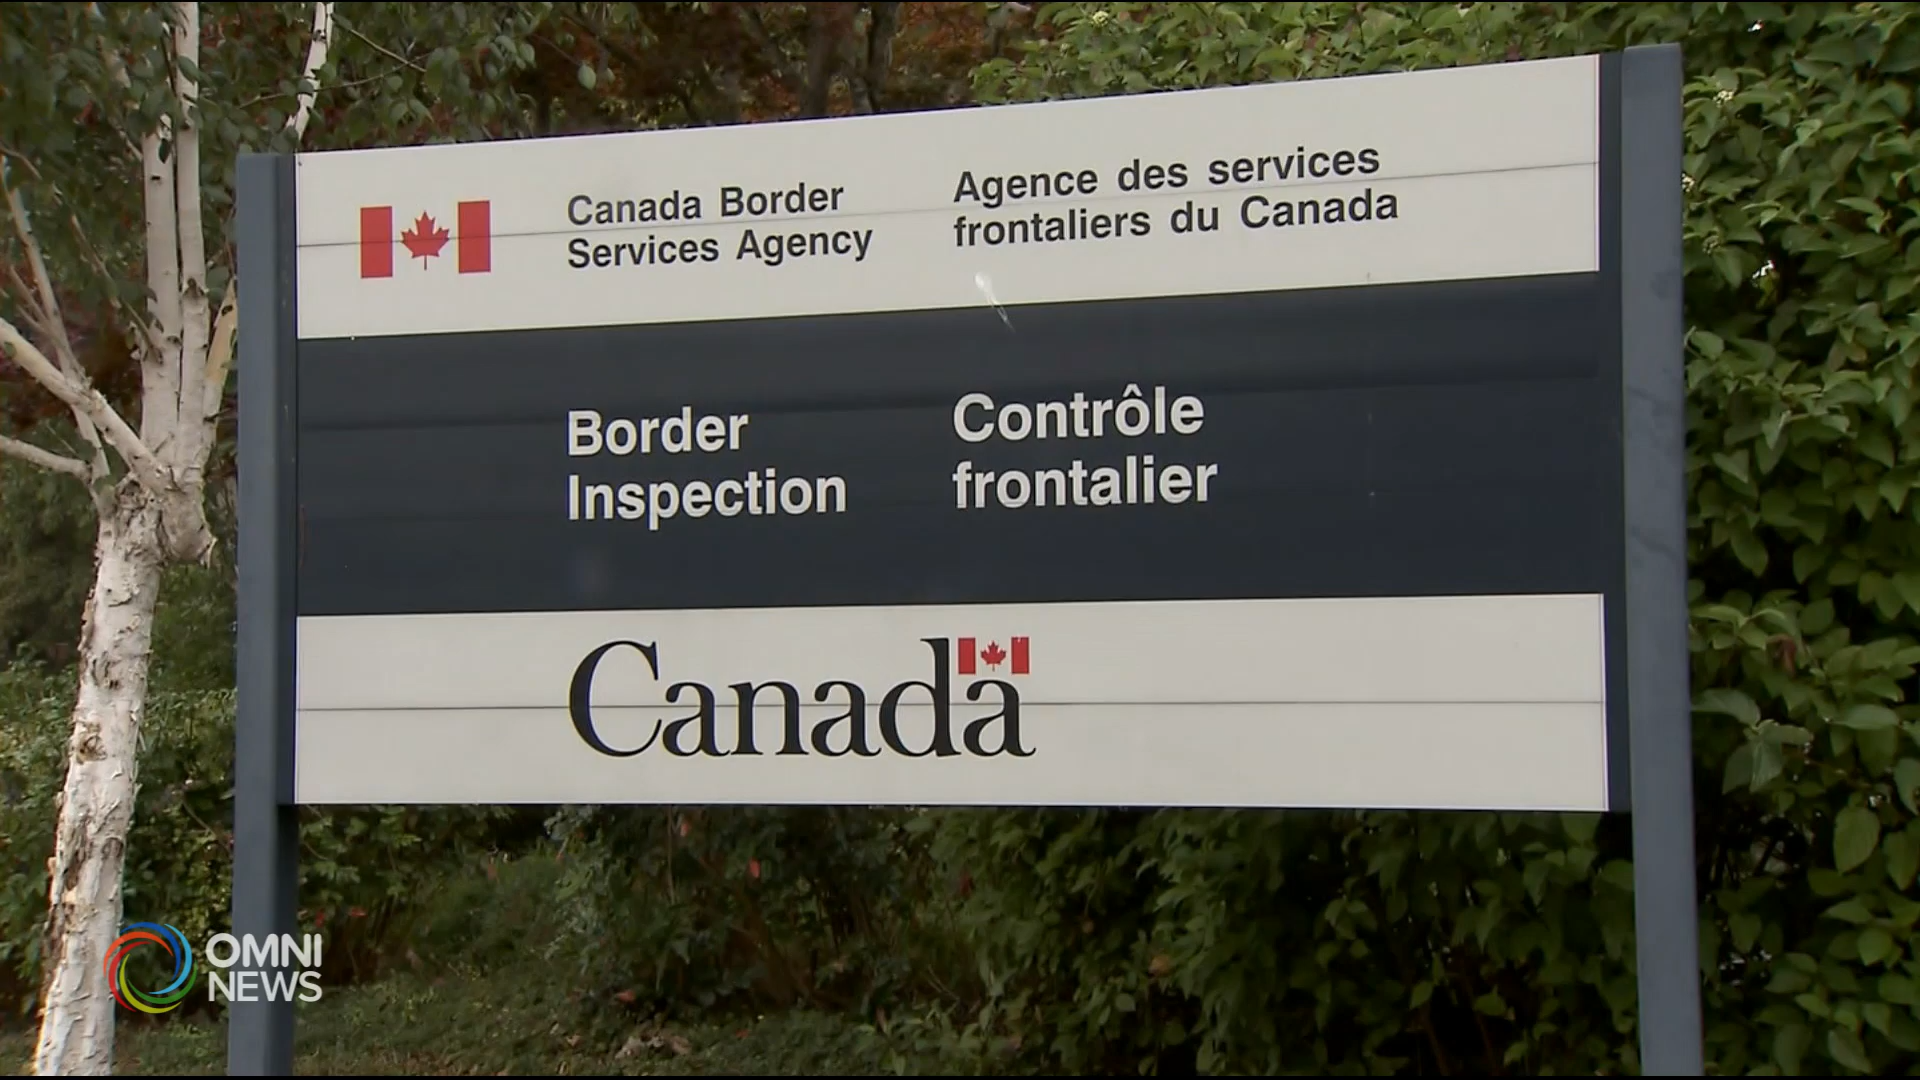 Canada Border
Services Agency
Agence des services
frontaliers du Canada
Border
Inspection
Contrôle
frontalier
Canada
OMNI
NEWS